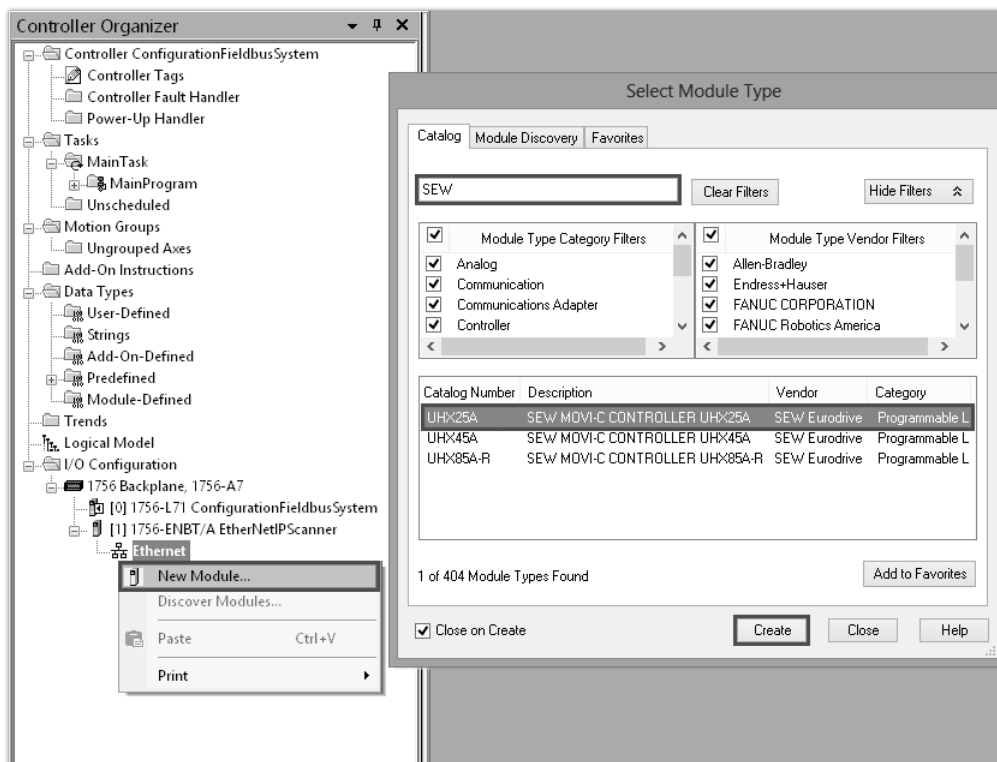 Controller Organizer
Controller ConfigurationFieldbusSystem
Controller Tags
Controller Fault Handler
Power-Up Handler
Tasks
MainTask
MainProgram
Unscheduled
Motion Groups
Ungrouped Axes
Add-On Instructions
Data Types
User-Defined
Strings
Add-On-Defined
Predefined
Module-Defined
Trends
Logical Model
I/O Configuration
1756 Backplane, 1756-A7
[0] 1756-L71 ConfigurationFieldbusSystem
[1] 1756-ENBT/A EtherNetIPScanner
Ethernet
New Module...
Discover Modules...
Paste Ctrl+V
Print
Select Module Type
Catalog Module Discovery Favorites
SEW Clear Filters Hide Filters
Module Type Category Filters
Analog
Communication
Communications Adapter
Controller
Module Type Vendor Filters
Allen-Bradley
Endress+Hauser
FANUC CORPORATION
FANUC Robotics America
Catalog Number Description Vendor Category
UHX25A SEW MOVI-C CONTROLLER UHX25A SEW Eurodrive Programmable L
UHX45A SEW MOVI-C CONTROLLER UHX45A SEW Eurodrive Programmable L
UHX85A-R SEW MOVI-C CONTROLLER UHX85A-R SEW Eurodrive Programmable L
1 of 404 Module Types Found Add to Favorites
Close on Create Create Close Help